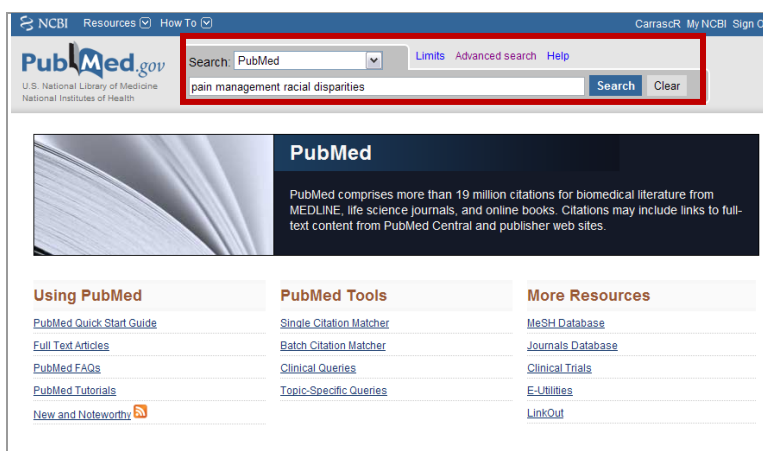 NCBI Resources How To CarrascR My NCBI Sign O
PubMed.gov
U.S. National Library of Medicine
National Institutes of Health
Search: PubMed Limits Advanced search Help
pain management racial disparities Search Clear
PubMed
PubMed comprises more than 19 million citations for biomedical literature from
MEDLINE, life science journals, and online books. Citations may include links to full-
text content from PubMed Central and publisher web sites.
Using PubMed PubMed Tools More Resources
PubMed Quick Start Guide Single Citation Matcher MeSH Database
Full Text Articles Batch Citation Matcher Journals Database
PubMed FAQs Clinical Queries Clinical Trials
PubMed Tutorials Topic-Specific Queries E-Utilities
New and Noteworthy LinkOut